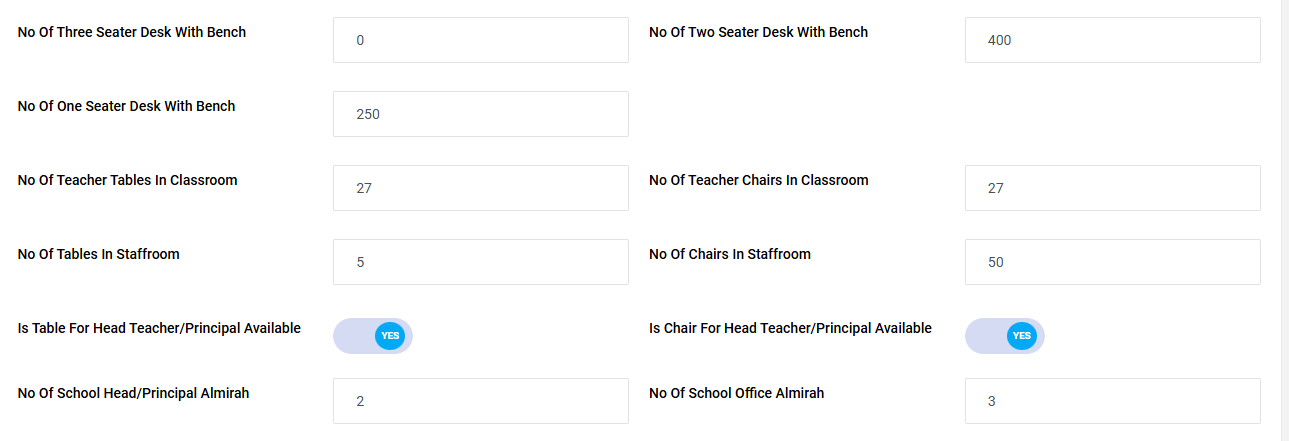 No Of Three Seater Desk With Bench
0
No Of Two Seater Desk With Bench
400
No Of One Seater Desk With Bench
250
No Of Teacher Tables In Classroom
27
No Of Teacher Chairs In Classroom
27
No Of Tables In Staffroom
5
No Of Chairs In Staffroom
50
Is Table For Head Teacher/Principal Available
YES
Is Chair For Head Teacher/Principal Available
YES
No Of School Head/Principal Almirah
2
No Of School Office Almirah
3